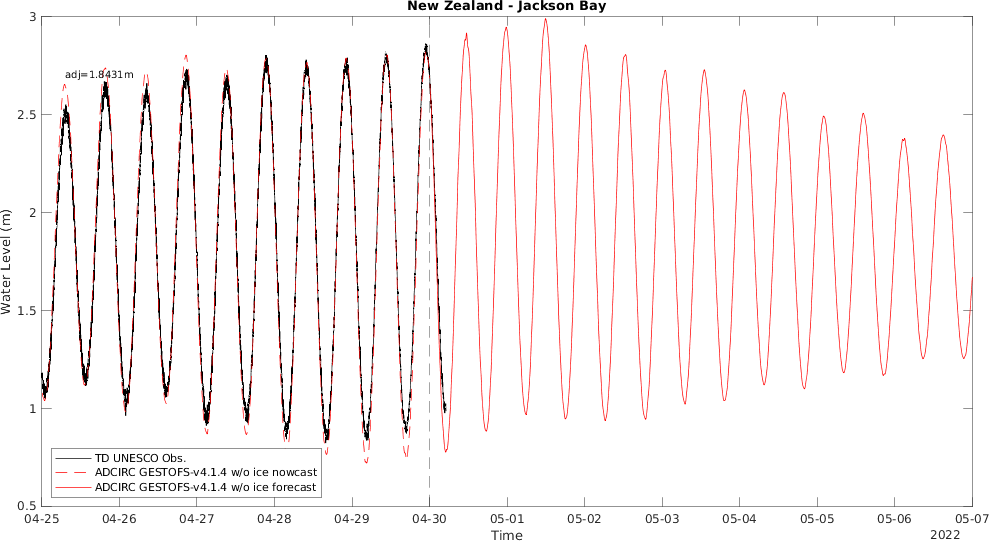 New Zealand - Jackson Bay
adj=1.8431m
Water Level (m)
3
2.5
2
1.5
1
0.5
TD UNESCO Obs.
ADCIRC GESTOFS-v4.1.4 w/o ice nowcast
ADCIRC GESTOFS-v4.1.4 w/o ice forecast
04-25 04-26 04-27 04-28 04-29 04-30 05-01 05-02 05-03 05-04 05-05 05-06 05-07
Time
2022